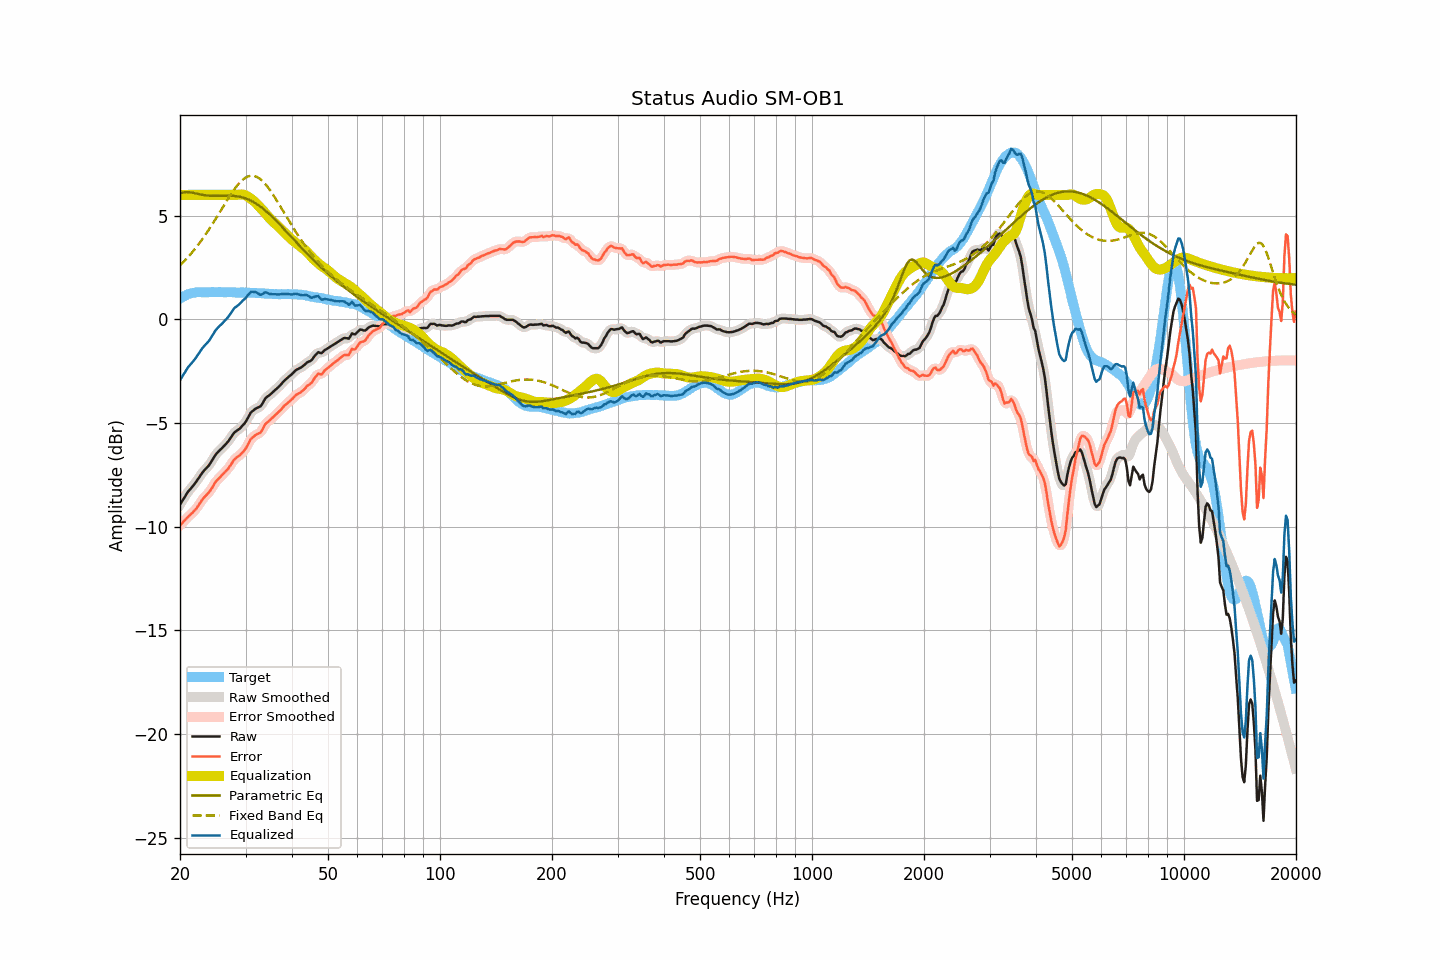 Status Audio SM-OB1
5
0
−5
−10
−15
−20
−25
Amplitude (dBr)
Target
Raw Smoothed
Error Smoothed
Raw
Error
Equalization
Parametric Eq
Fixed Band Eq
Equalized
20 50 100 200 500 1000 2000 5000 10000 20000
Frequency (Hz)